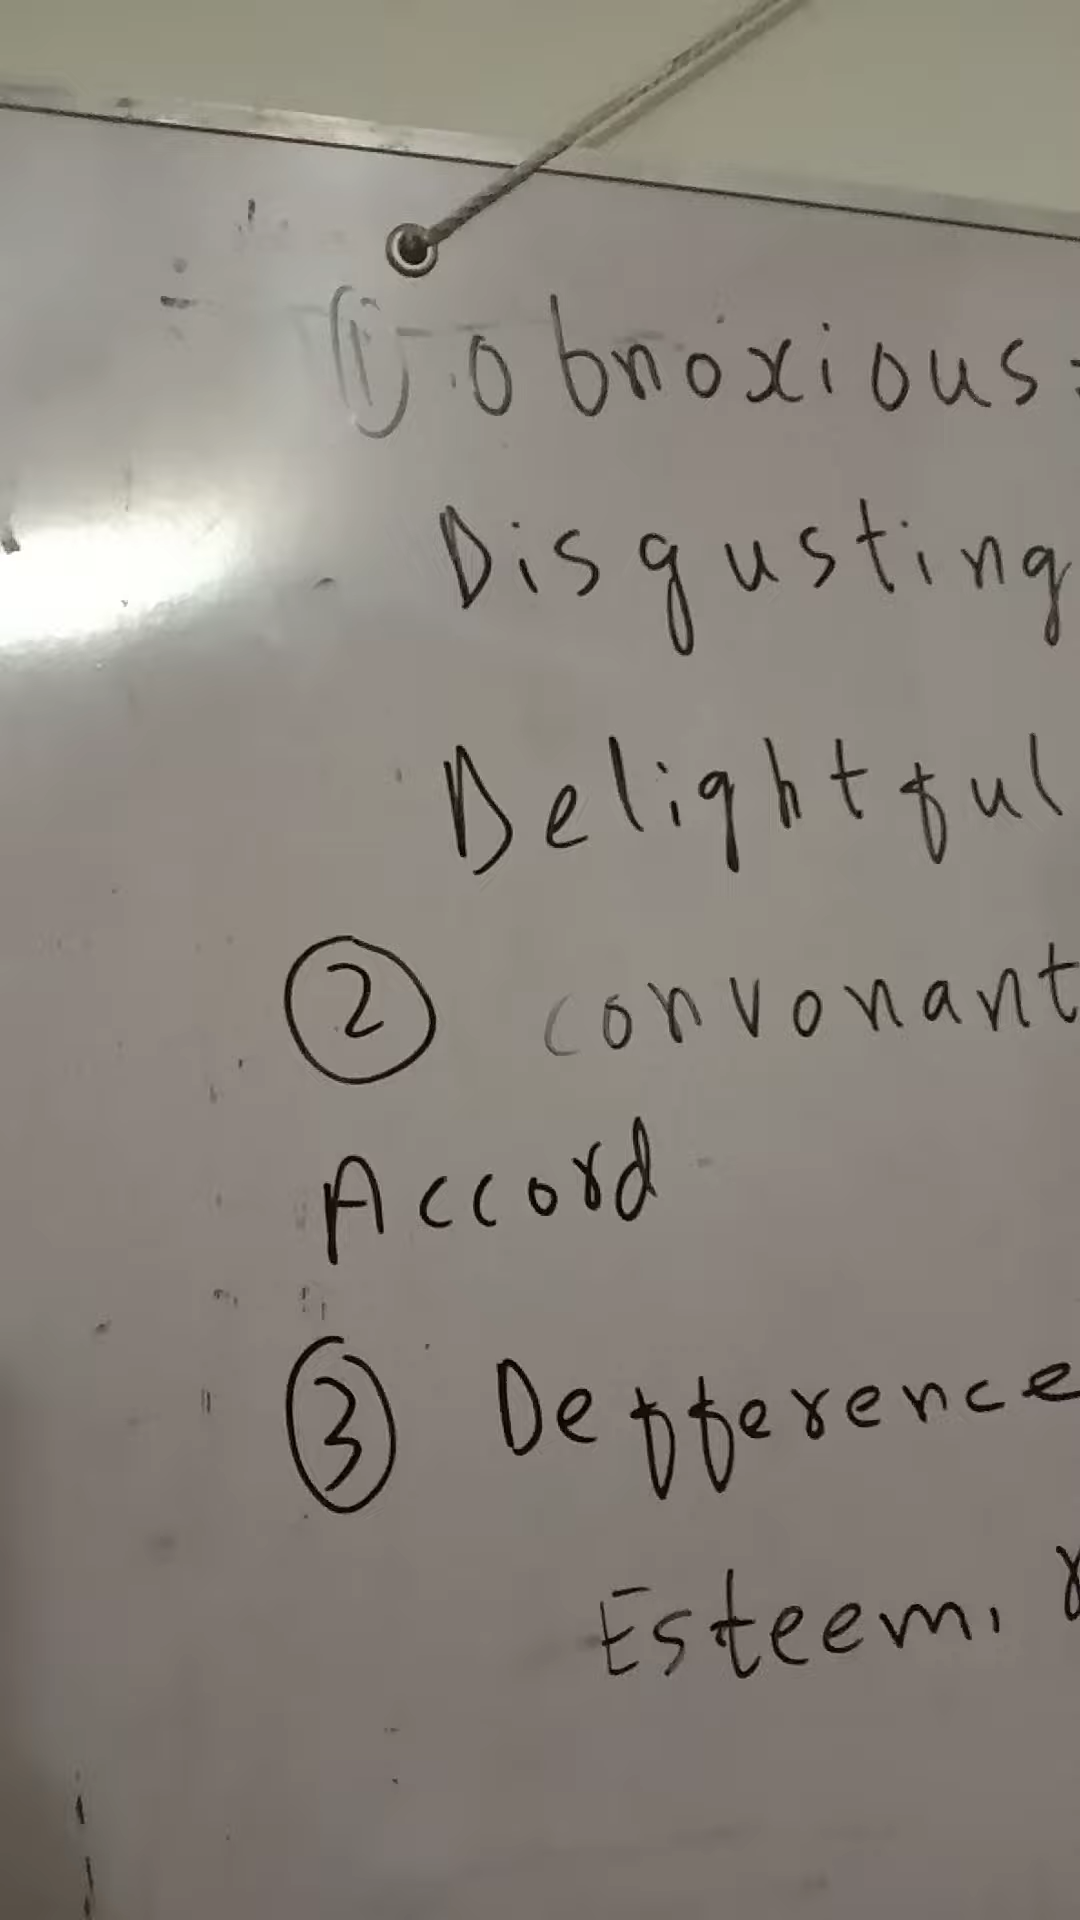 ① obnoxious:
Disgusting
Delightful
② convonant
Accord
③ Defference
Esteem,